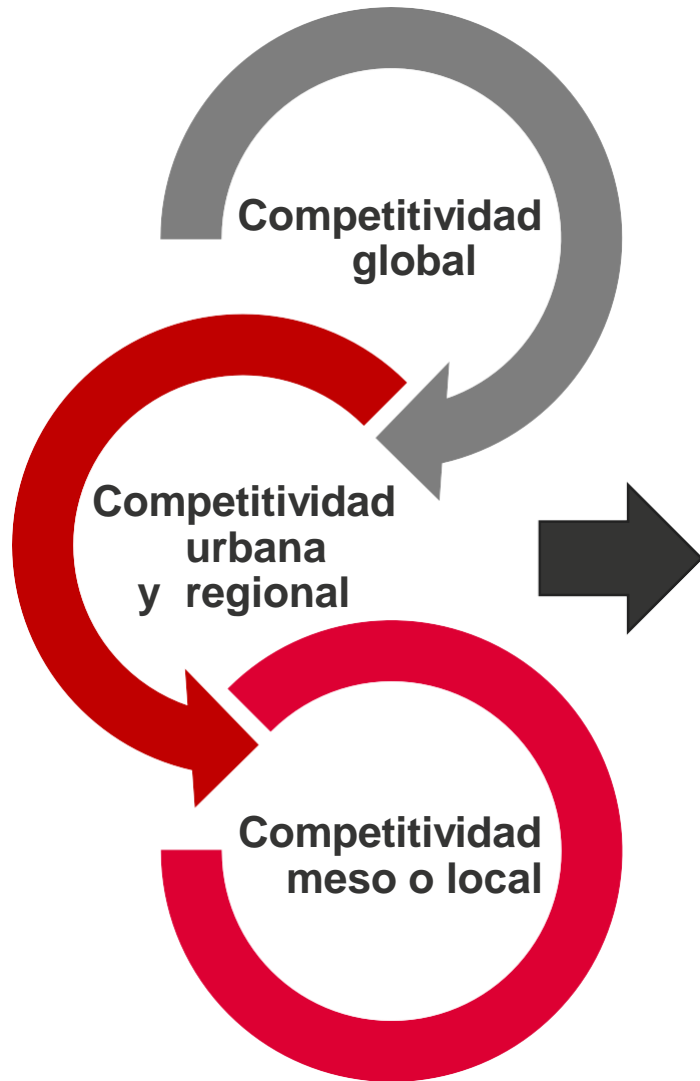 Competitividad
global
Competitividad
urbana
y regional
Competitividad
meso o local